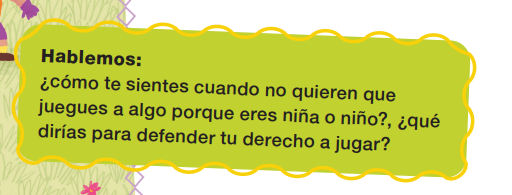 Hablemos:
¿cómo te sientes cuando no quieren que
juegues a algo porque eres niña o niño?, ¿qué
dirías para defender tu derecho a jugar?